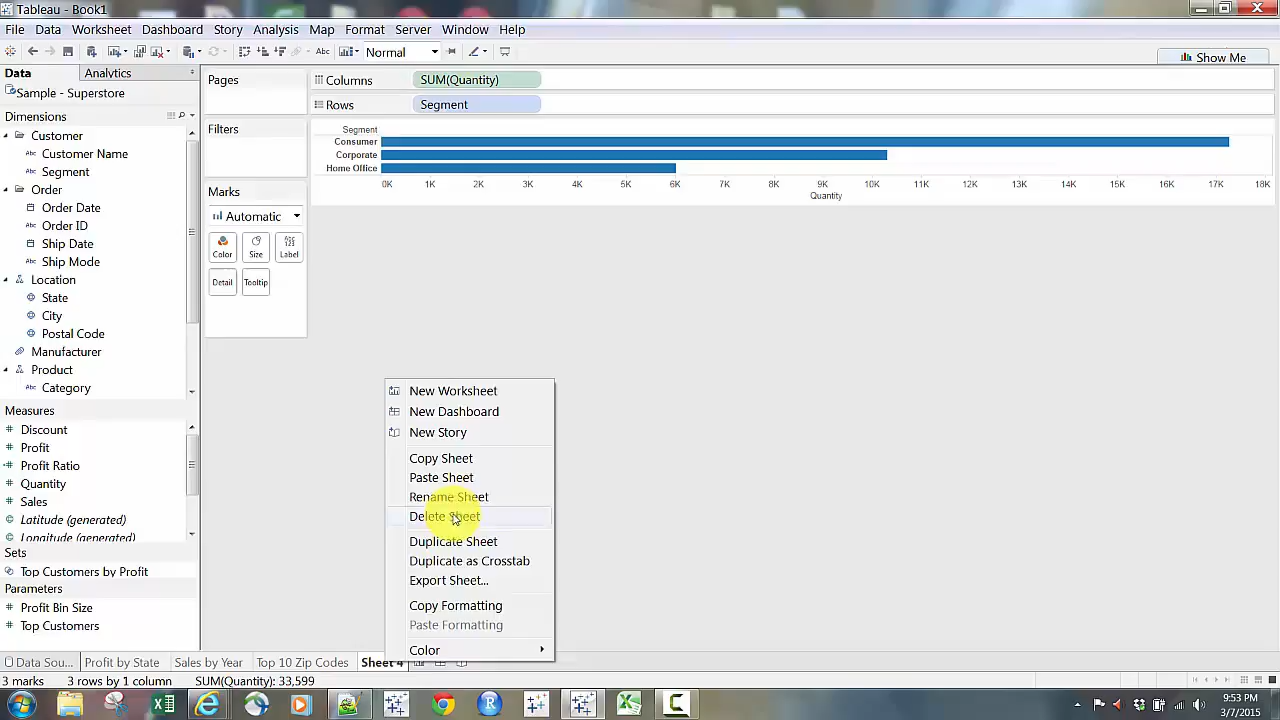 Tableau - Book1
File Data Worksheet Dashboard Story Analysis Map Format Server Window Help
Abc Normal
Show Me
Data Analytics
Sample - Superstore
Dimensions
Customer
Abc Customer Name
Abc Segment
Order
Order Date
Abc Order ID
Ship Date
Abc Ship Mode
Location
State
City
Postal Code
Manufacturer
Product
Abc Category
Measures
# Discount
# Profit
# Profit Ratio
# Quantity
# Sales
Latitude (generated)
Longitude (generated)
Sets
Top Customers by Profit
Parameters
# Profit Bin Size
# Top Customers
Pages
Filters
Marks
Automatic
Color Size Abc 123 Label
Detail Tooltip
Columns SUM(Quantity)
Rows Segment
Segment
Consumer
Corporate
Home Office
0K 1K 2K 3K 4K 5K 6K 7K 8K 9K 10K 11K 12K 13K 14K 15K 16K 17K 18K
Quantity
New Worksheet
New Dashboard
New Story
Copy Sheet
Paste Sheet
Rename Sheet
Delete Sheet
Duplicate Sheet
Duplicate as Crosstab
Export Sheet...
Copy Formatting
Paste Formatting
Color
Data Sou... Profit by State Sales by Year Top 10 Zip Codes Sheet 4
3 marks 3 rows by 1 column SUM(Quantity): 33,599
9:53 PM
3/7/2015